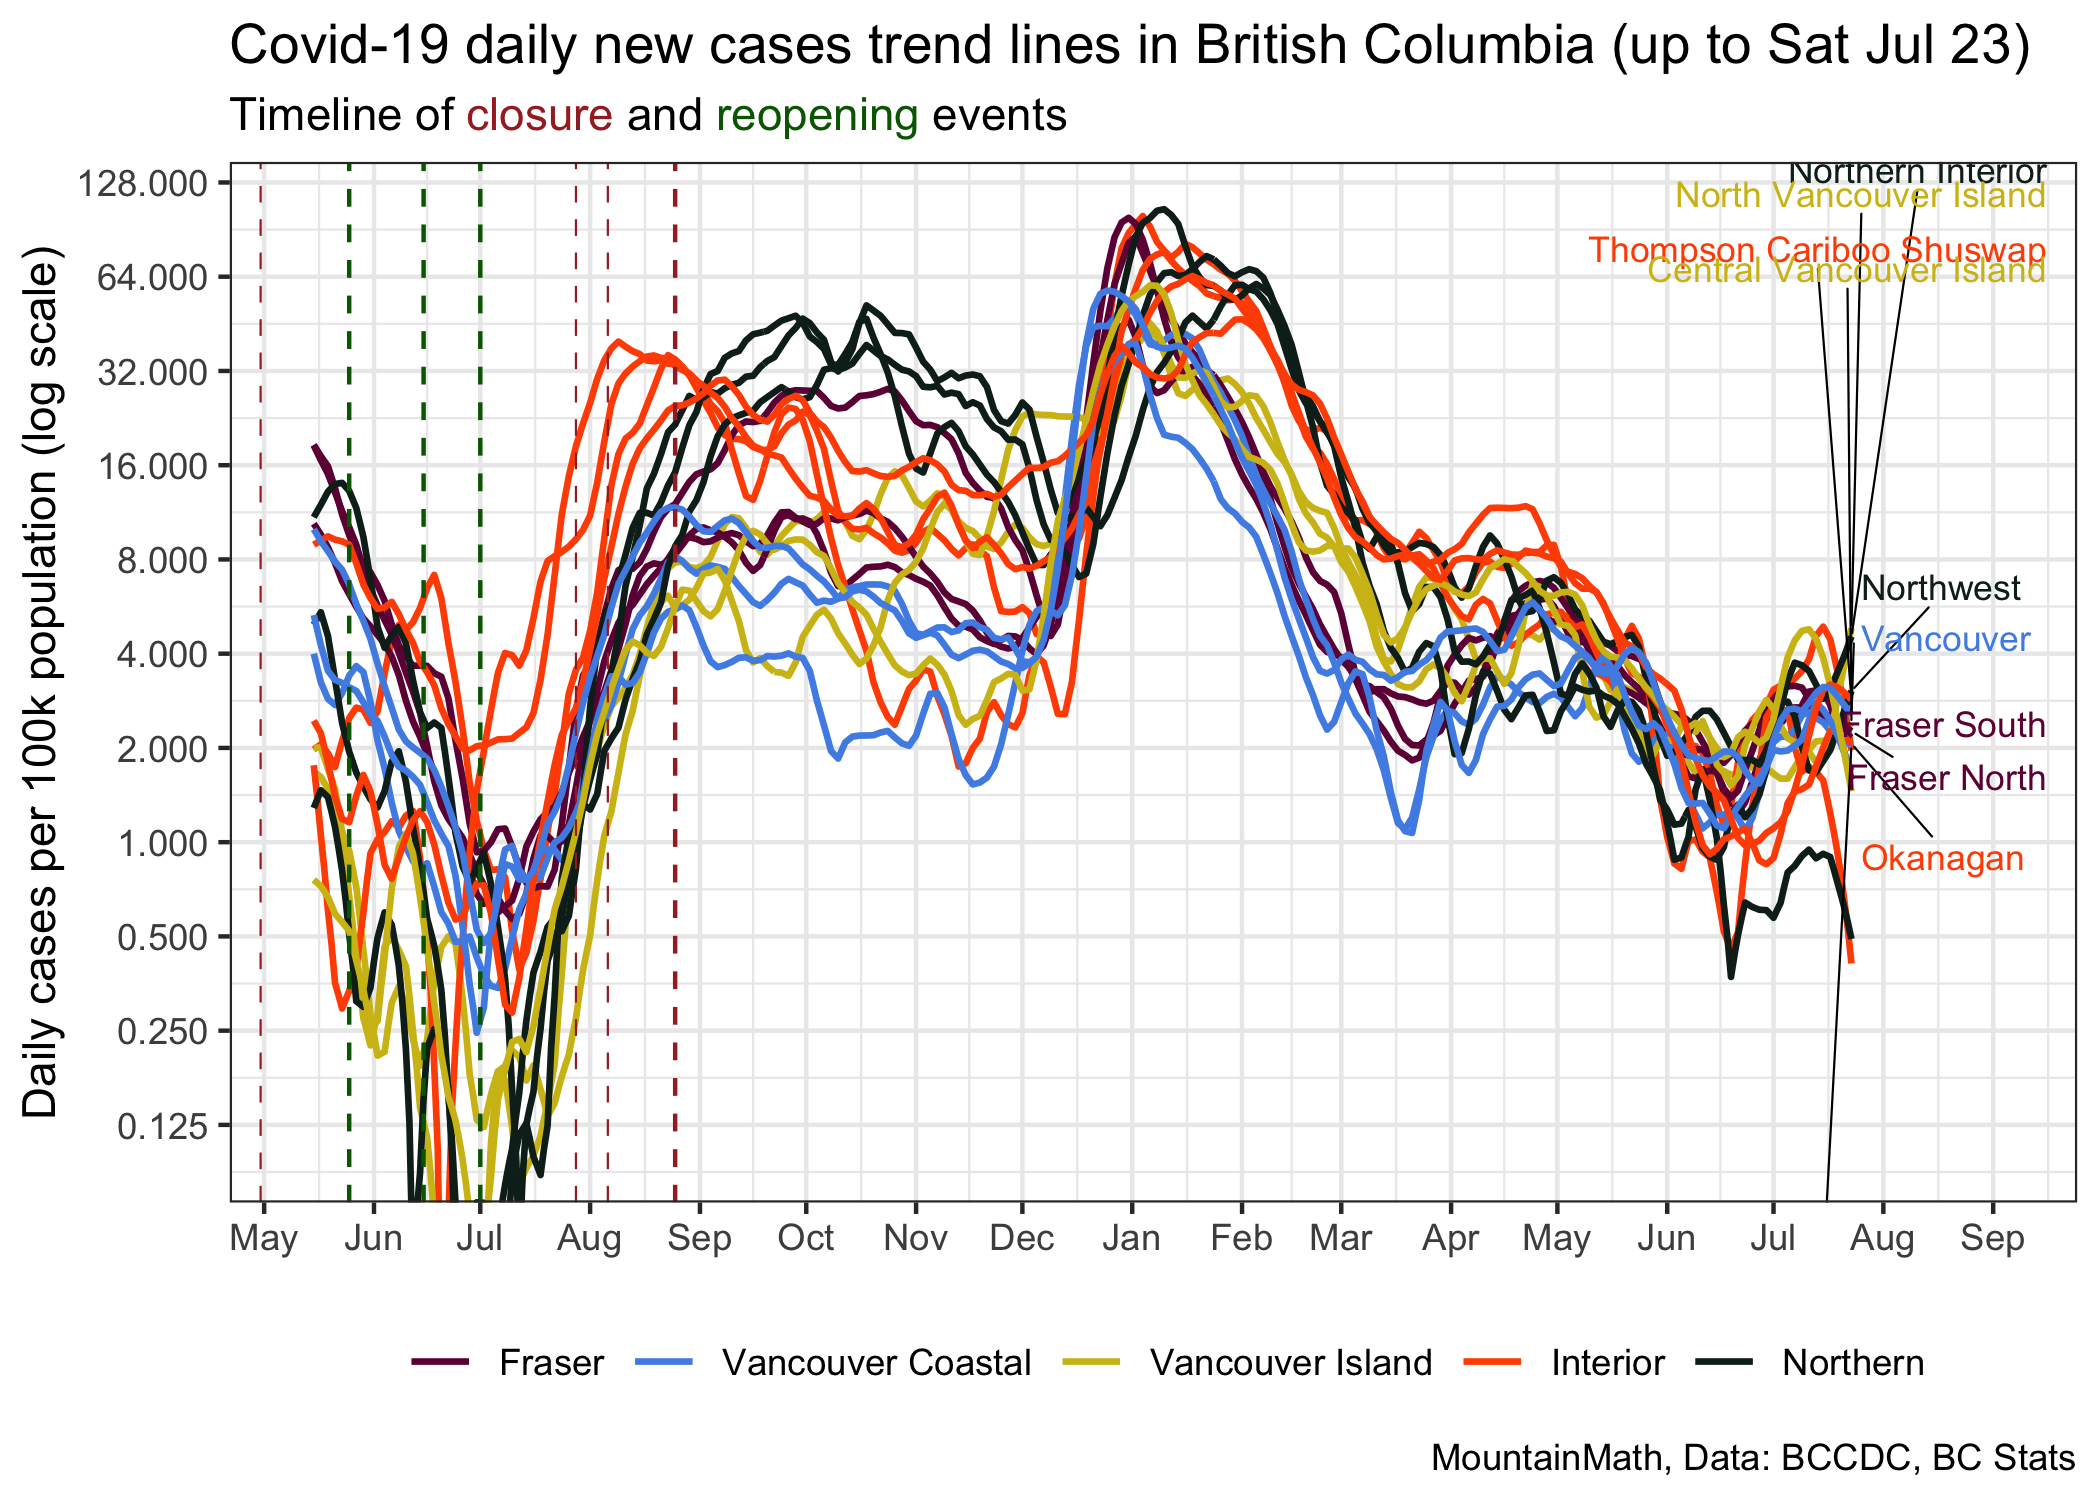 Covid-19 daily new cases trend lines in British Columbia (up to Sat Jul 23)
Timeline of closure and reopening events
Daily cases per 100k population (log scale)
128.000
64.000
32.000
16.000
8.000
4.000
2.000
1.000
0.500
0.250
0.125
Northern Interior
North Vancouver Island
Thompson Cariboo Shuswap
Central Vancouver Island
Northwest
Vancouver
Fraser South
Fraser North
Okanagan
May Jun Jul Aug Sep Oct Nov Dec Jan Feb Mar Apr May Jun Jul Aug Sep
Fraser Vancouver Coastal Vancouver Island Interior Northern
MountainMath, Data: BCCDC, BC Stats